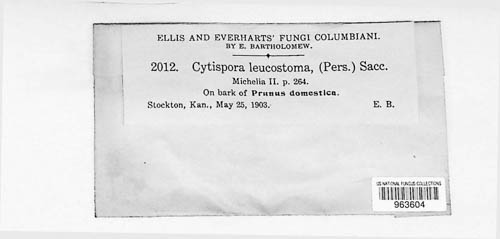 ELLIS AND EVERHARTS' FUNGI COLUMBIANI.
BY E. BARTHOLOMEW.
2012. Cytispora leucostoma, (Pers.) Sacc.
Michelia II. p. 264.
On bark of Prunus domestica.
Stockton, Kan., May 25, 1903. E. B.
US NATIONAL FUNGUS COLLECTIONS
963604